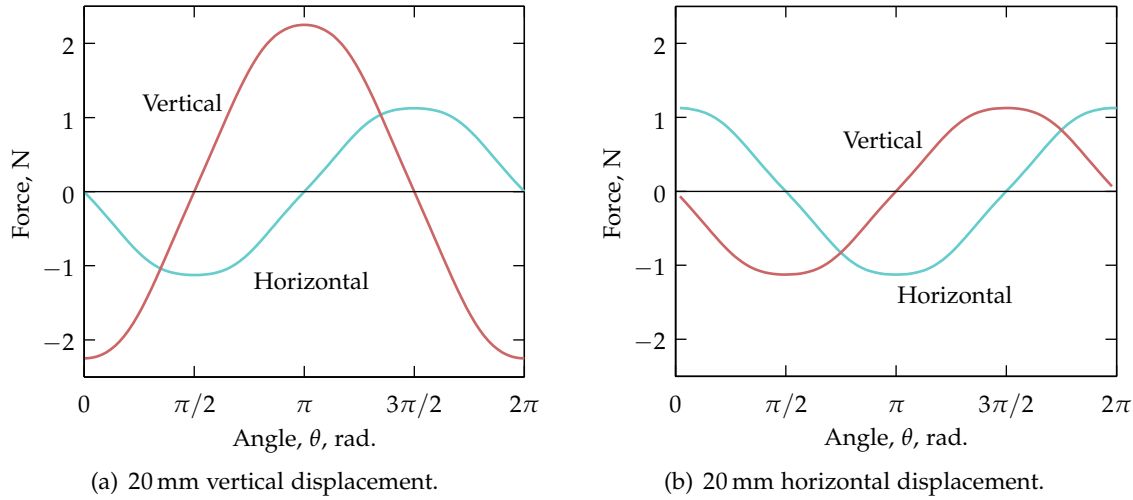 2
1
0
−1
−2
Force, N
Vertical
Horizontal
0 π/2 π 3π/2 2π
Angle, θ, rad.
(a) 20 mm vertical displacement.
2
1
0
−1
−2
Force, N
Vertical
Horizontal
0 π/2 π 3π/2 2π
Angle, θ, rad.
(b) 20 mm horizontal displacement.